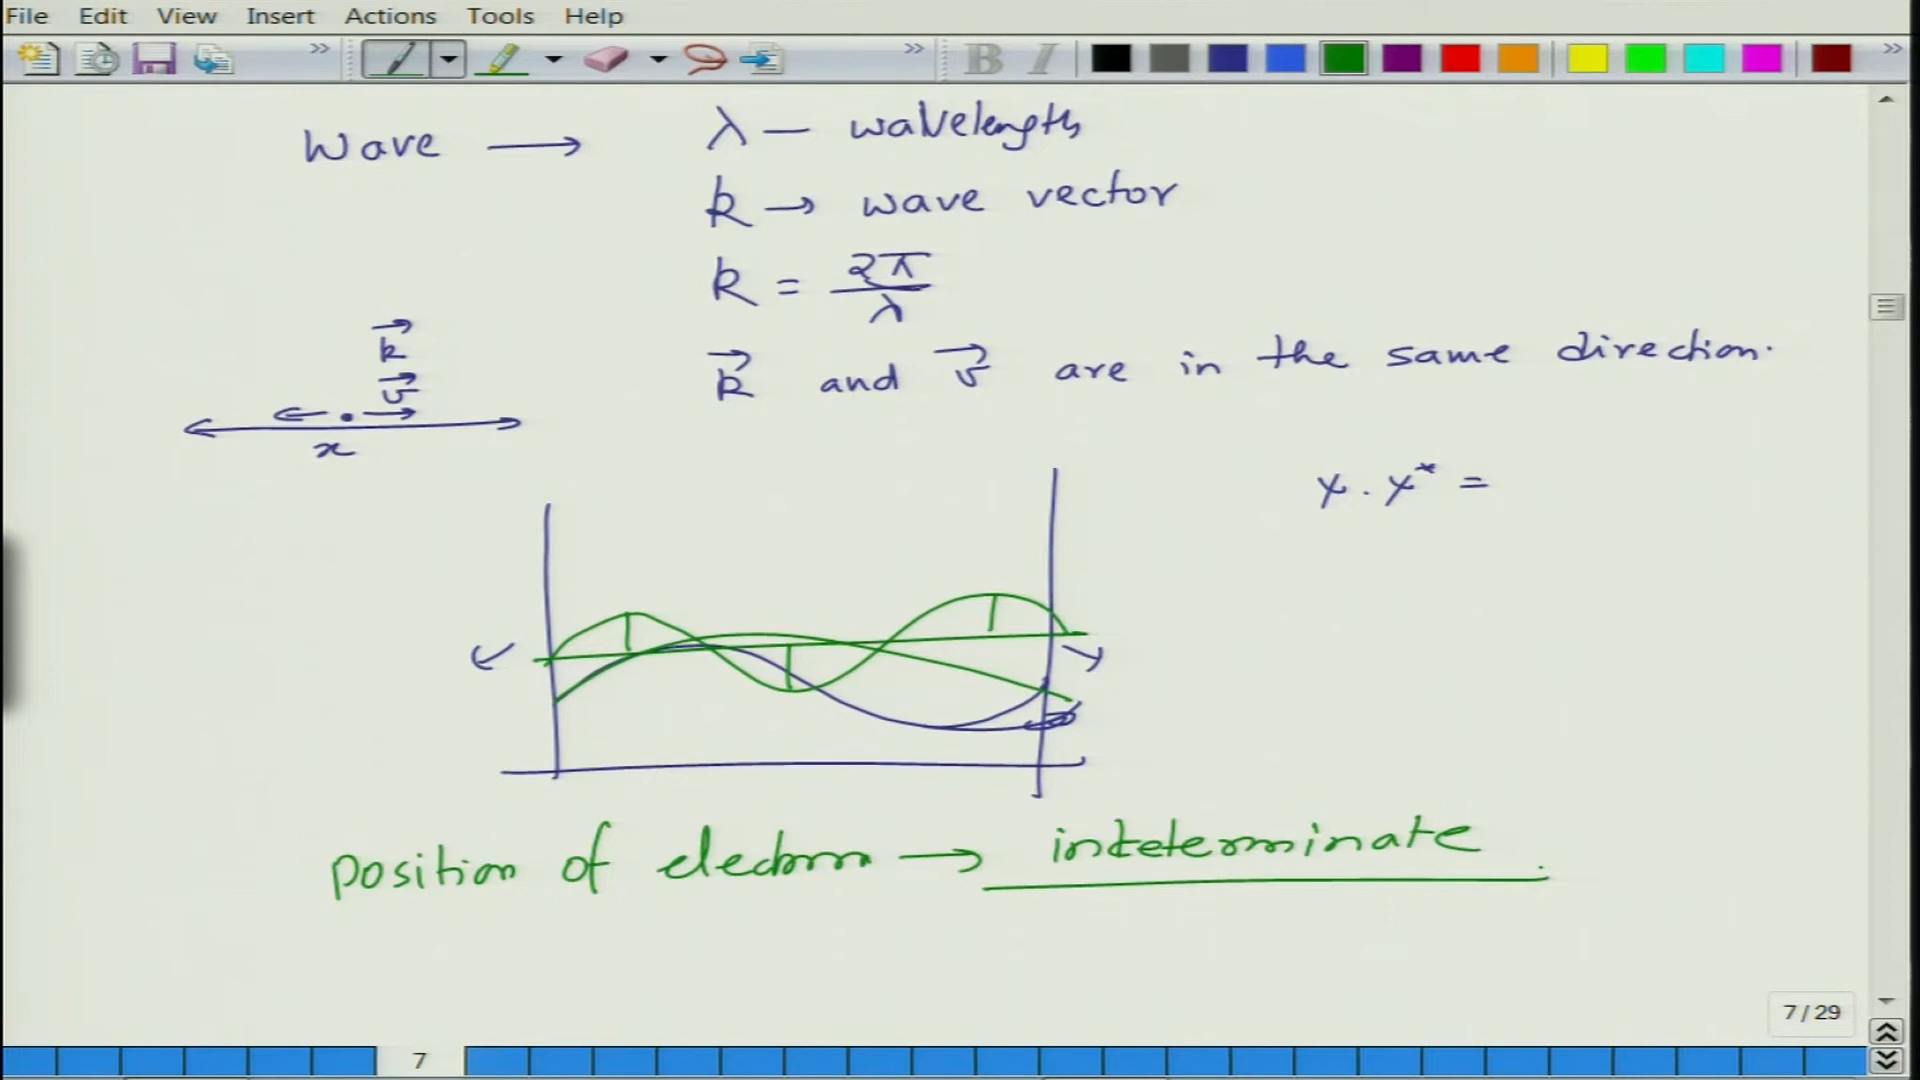 File Edit View Insert Actions Tools Help
B I
Wave → λ — wavelength
k → wave vector
k = 2π/λ
k⃗ and v⃗ are in the same direction.
k⃗
v⃗
x
χ . χ* =
position of electron → indeterminate .
7 / 29
7